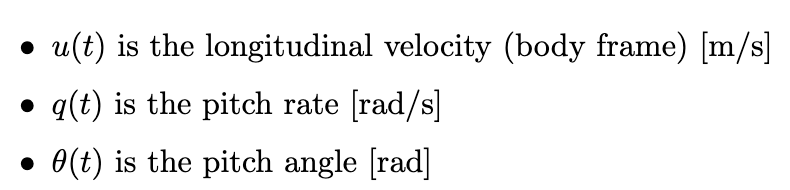 • u(t) is the longitudinal velocity (body frame) [m/s]
• q(t) is the pitch rate [rad/s]
• θ(t) is the pitch angle [rad]